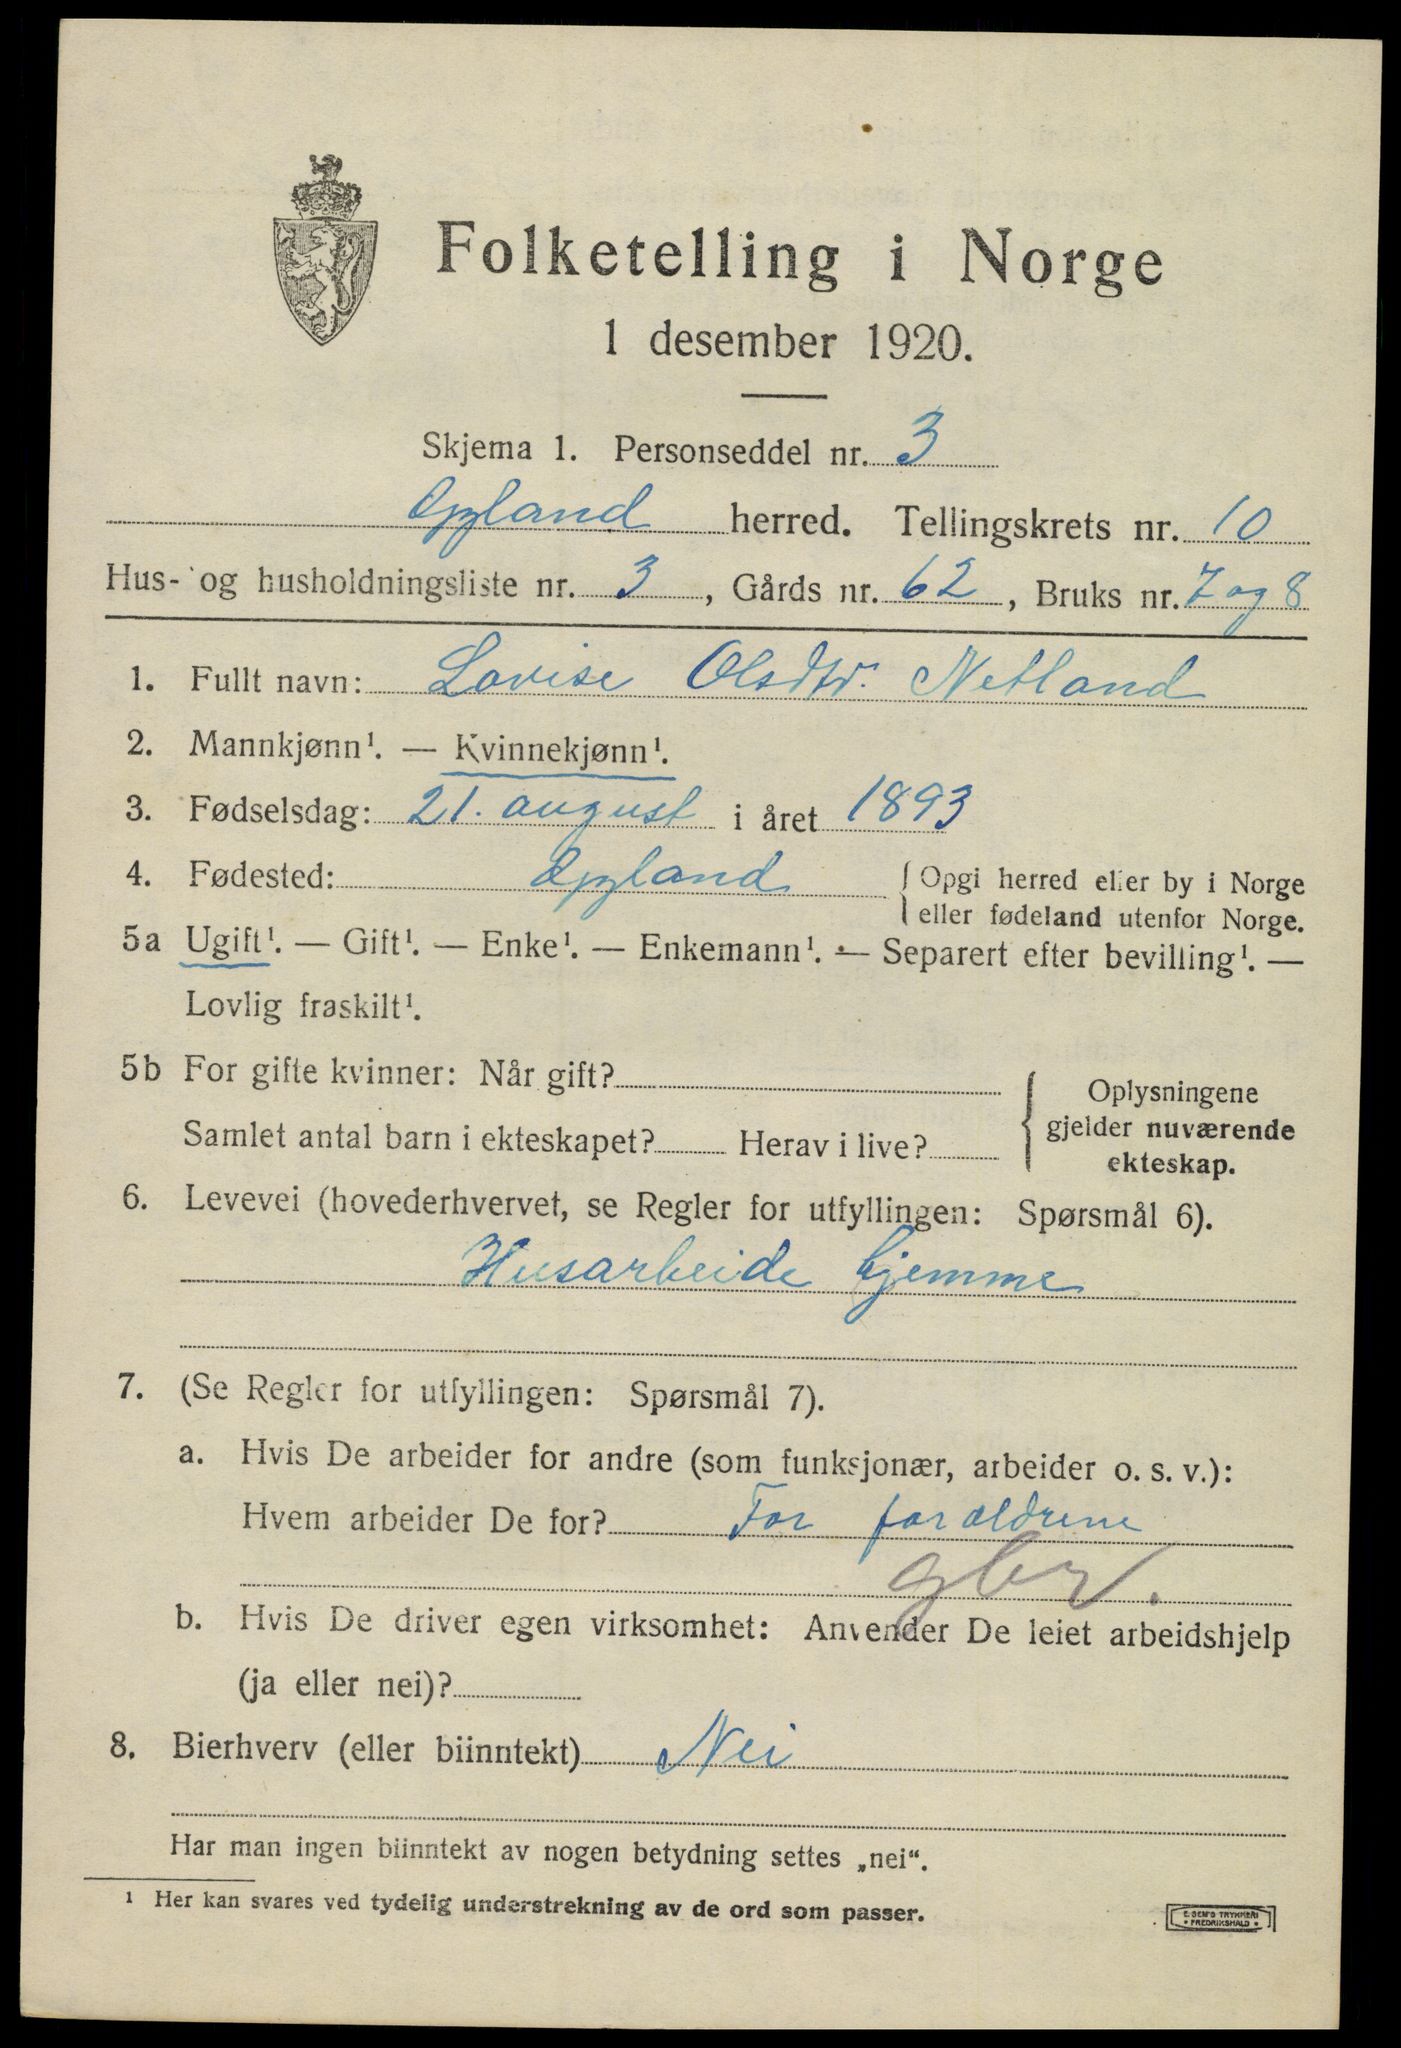 Folketelling i Norge
1 desember 1920.
Skjema 1. Personseddel nr. 3
herred. Tellingskrets nr. 10
Hus- og husholdningsliste nr. 3, Gårds nr. 62, Bruks nr. 7 og 8
1. Fullt navn: Lovise Olsdtr. Netland
2. Mannkjønn¹. — Kvinnekjønn¹.
3. Fødselsdag: 21. august i året 1893
4. Fødested: { Opgi herred eller by i Norge
eller fødeland utenfor Norge.
5a Ugift¹. — Gift¹. — Enke¹. — Enkemann¹. — Separert efter bevilling¹. —
Lovlig fraskilt¹.
5b For gifte kvinner: Når gift?
Samlet antal barn i ekteskapet? Herav i live?
{ Oplysningene
gjelder nuværende
ekteskap.
6. Levevei (hovederhvervet, se Regler for utfyllingen: Spørsmål 6).
Husarbeide hjemme
7. (Se Regler for utfyllingen: Spørsmål 7).
a. Hvis De arbeider for andre (som funksjonær, arbeider o. s. v.):
Hvem arbeider De for? For forældrene
gbr.
b. Hvis De driver egen virksomhet: Anvender De leiet arbeidshjelp
(ja eller nei)?
8. Bierhverv (eller biinntekt) Nei
Har man ingen biinntekt av nogen betydning settes „nei“.
¹ Her kan svares ved tydelig understrekning av de ord som passer.
E. SEM'S TRYKKERI
• FREDRIKSHALD •